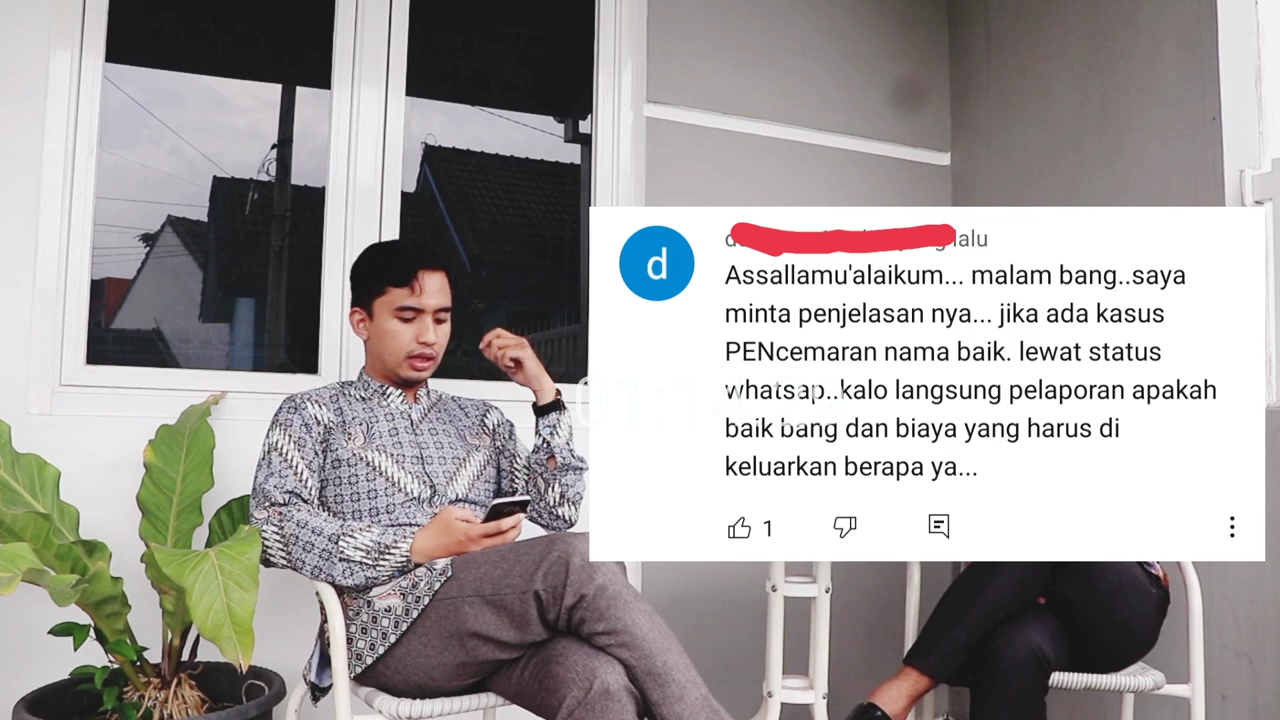 d
lalu
Assallamu'alaikum... malam bang..saya
minta penjelasan nya... jika ada kasus
PENcemaran nama baik. lewat status
whatsap..kalo langsung pelaporan apakah
baik bang dan biaya yang harus di
keluarkan berapa ya...
1